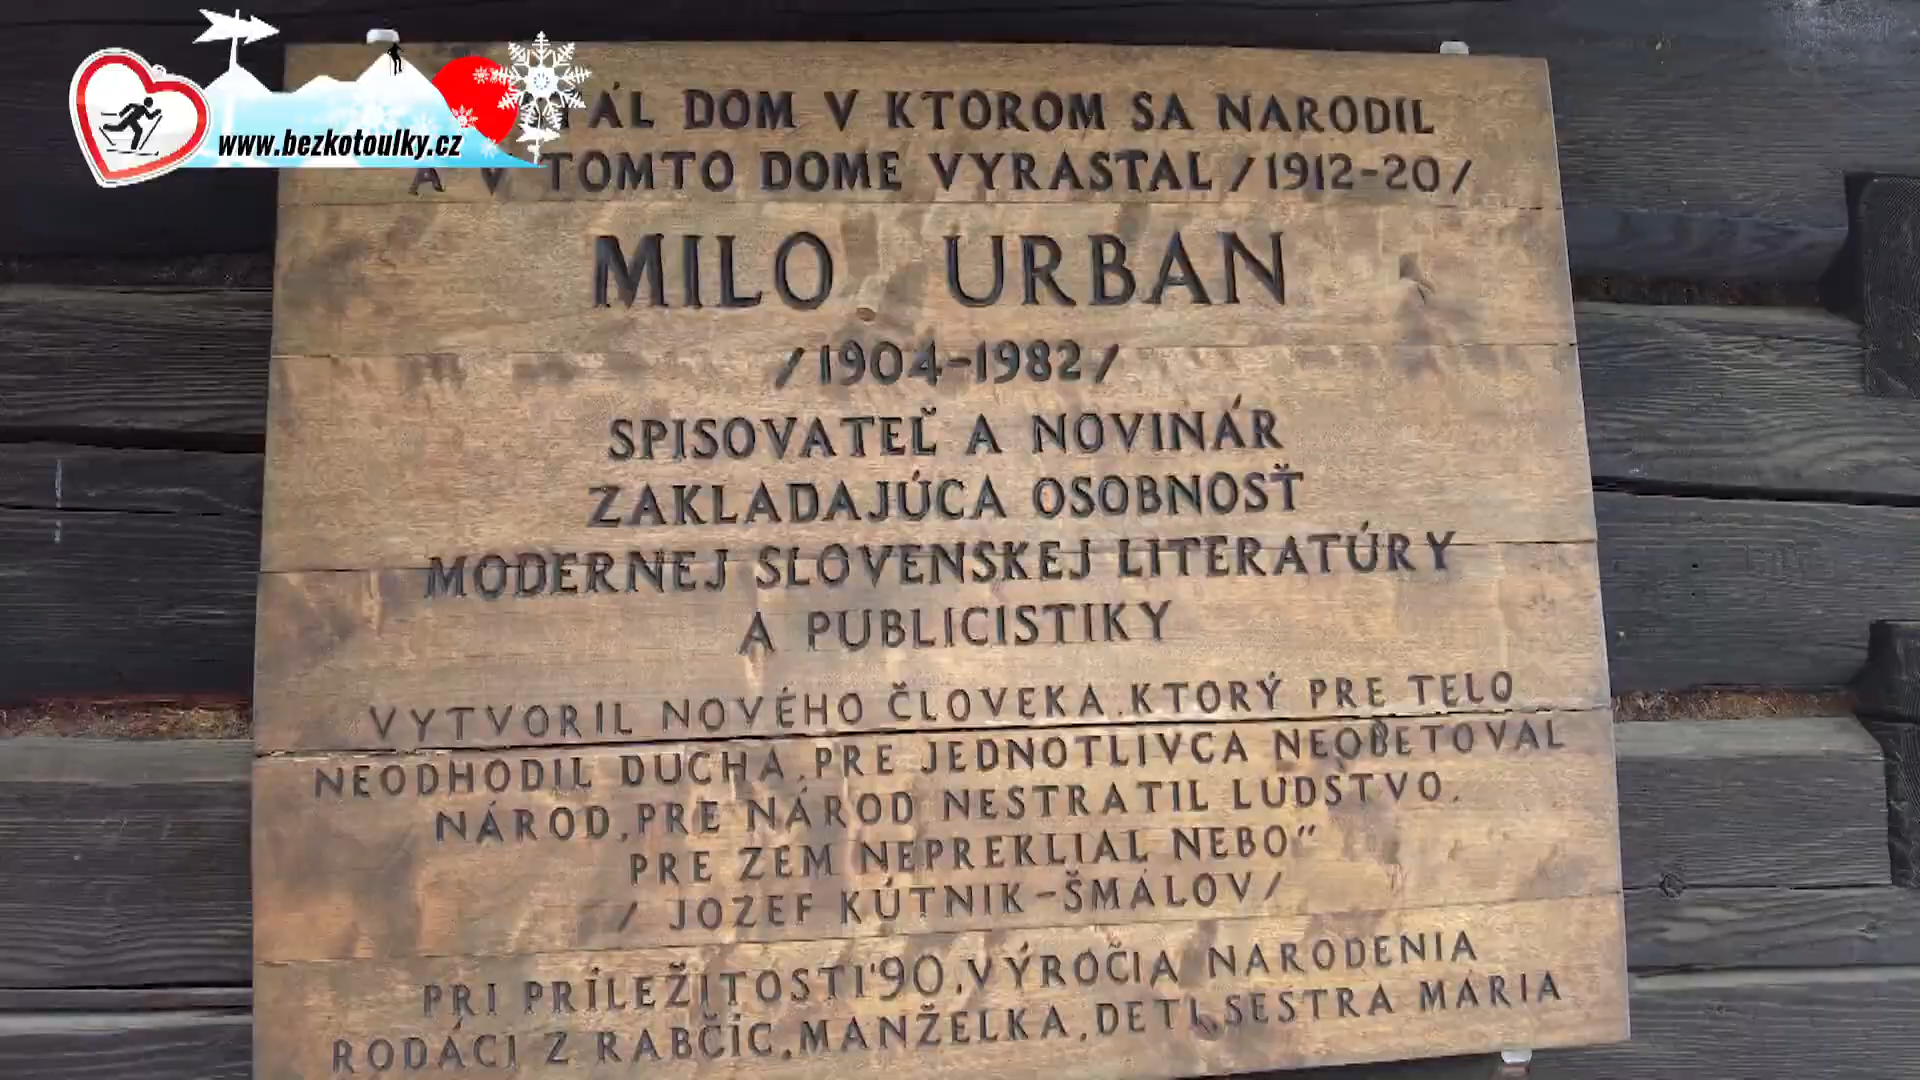 www.bezkotoulky.cz
DOM V KTOROM SA NARODIL
A V TOMTO DOME VYRASTAL /1912-20/
MILO URBAN
/1904-1982/
SPISOVATEĽ A NOVINÁR
ZAKLADAJÚCA OSOBNOSŤ
MODERNEJ SLOVENSKEJ LITERATÚRY
A PUBLICISTIKY
VYTVORIL NOVÉHO ČLOVEKA, KTORÝ PRE TELO
NEODHODIL DUCHA, PRE JEDNOTLIVCA NEOBETOVAL
NÁROD, PRE NÁROD NESTRATIL ĽUDSTVO,
PRE ZEM NEPREKLIAL NEBO“
/ JOZEF KÚTNIK-ŠMÁLOV/
PRI PRÍLEŽITOSTI 90. VÝROČIA NARODENIA
RODÁCI Z RABČÍC, MANŽELKA, DETI, SESTRA MÁRIA